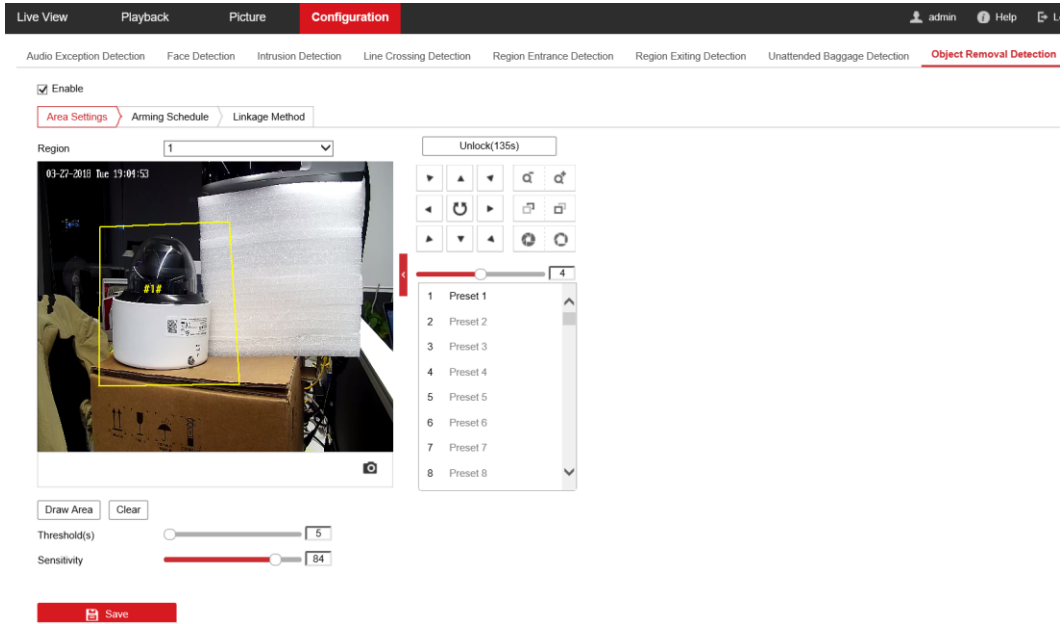 Live View Playback Picture Configuration admin Help
Audio Exception Detection Face Detection Intrusion Detection Line Crossing Detection Region Entrance Detection Region Exiting Detection Unattended Baggage Detection Object Removal Detection
Enable
Area Settings Arming Schedule Linkage Method
Region 1
Unlock(135s)
03-27-2018 Tue 19:01:53
#1#
4
1 Preset 1
2 Preset 2
3 Preset 3
4 Preset 4
5 Preset 5
6 Preset 6
7 Preset 7
8 Preset 8
Draw Area Clear
Threshold(s) 5
Sensitivity 84
Save